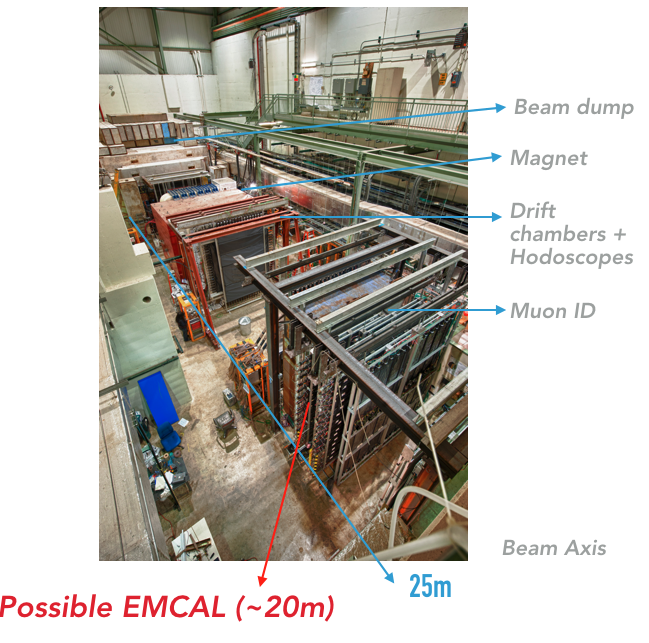 Beam dump
Magnet
Drift
chambers +
Hodoscopes
Muon ID
Beam Axis
25m
Possible EMCAL (~20m)